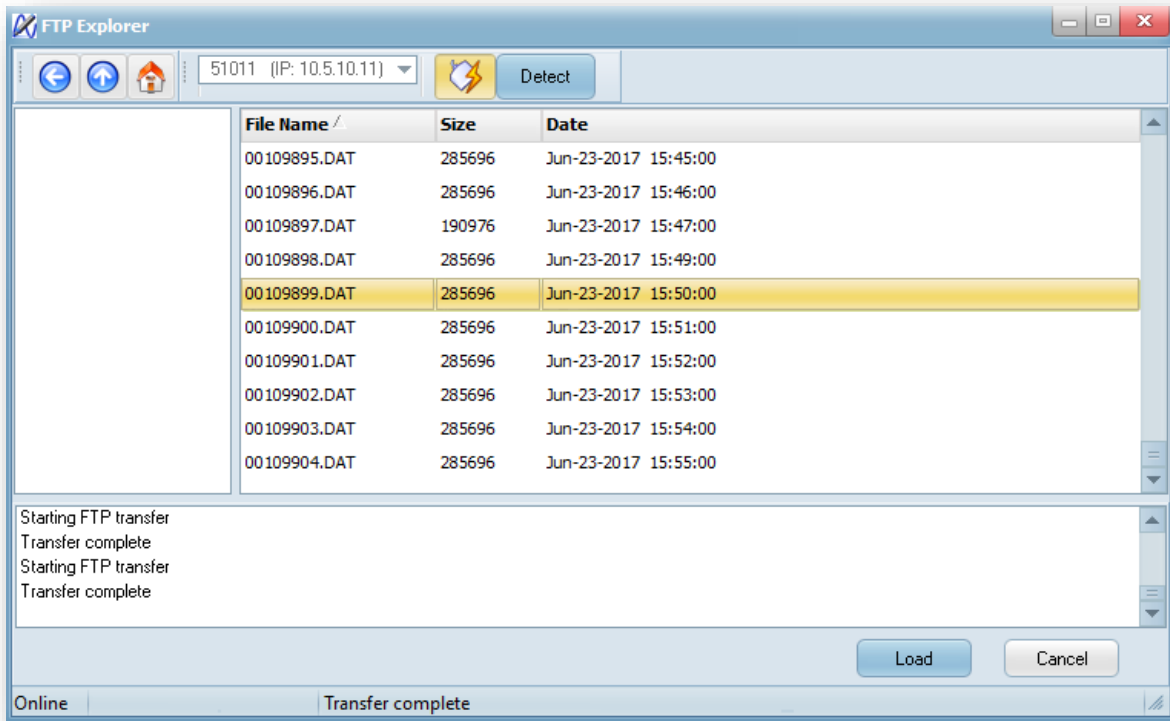 FTP Explorer
51011 (IP: 10.5.10.11) Detect
File Name Size Date
00109895.DAT 285696 Jun-23-2017 15:45:00
00109896.DAT 285696 Jun-23-2017 15:46:00
00109897.DAT 190976 Jun-23-2017 15:47:00
00109898.DAT 285696 Jun-23-2017 15:49:00
00109899.DAT 285696 Jun-23-2017 15:50:00
00109900.DAT 285696 Jun-23-2017 15:51:00
00109901.DAT 285696 Jun-23-2017 15:52:00
00109902.DAT 285696 Jun-23-2017 15:53:00
00109903.DAT 285696 Jun-23-2017 15:54:00
00109904.DAT 285696 Jun-23-2017 15:55:00
Starting FTP transfer
Transfer complete
Starting FTP transfer
Transfer complete
Load Cancel
Online Transfer complete